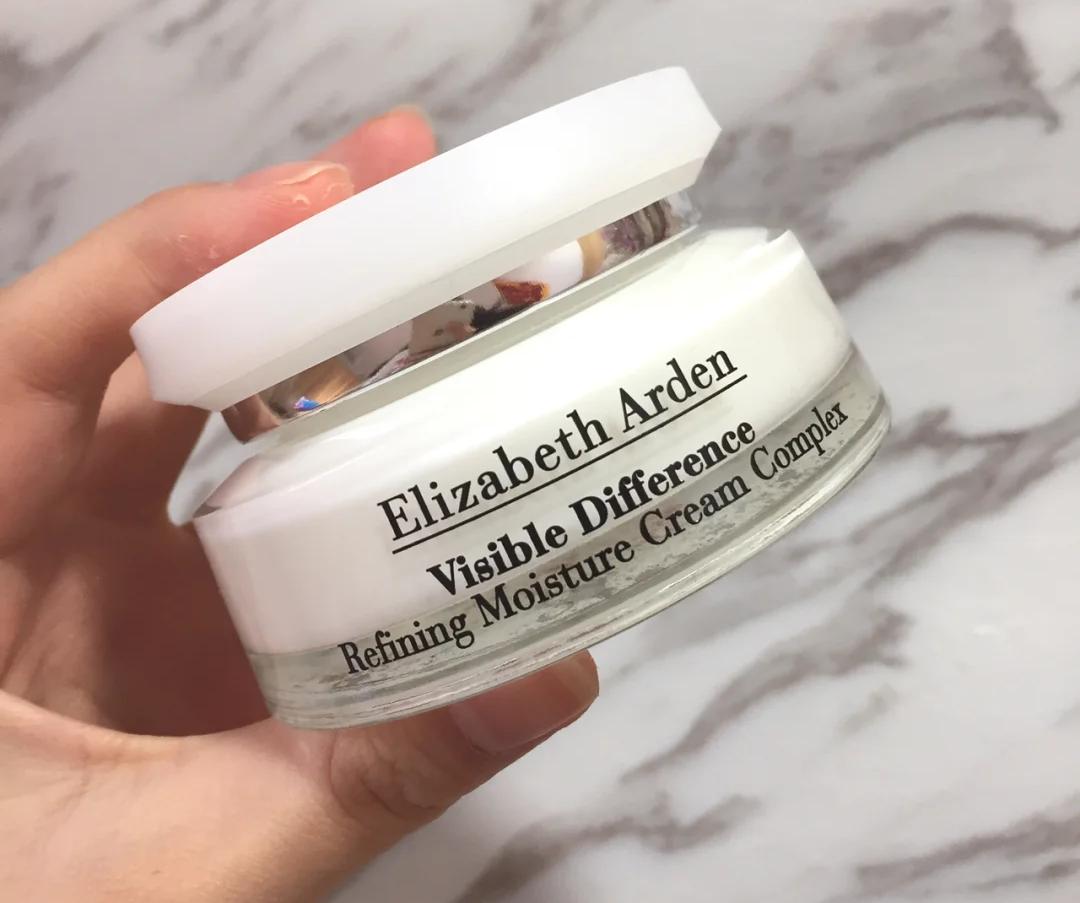 Elizabeth Arden
Visible Difference
Refining Moisture Cream Complex